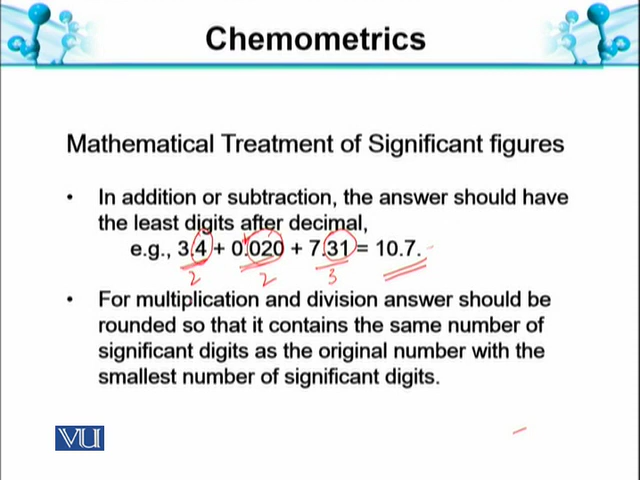 Chemometrics
Mathematical Treatment of Significant figures
• In addition or subtraction, the answer should have
the least digits after decimal,
e.g., 3.4 + 0.020 + 7.31 = 10.7.
2 2 3
• For multiplication and division answer should be
rounded so that it contains the same number of
significant digits as the original number with the
smallest number of significant digits.
VU